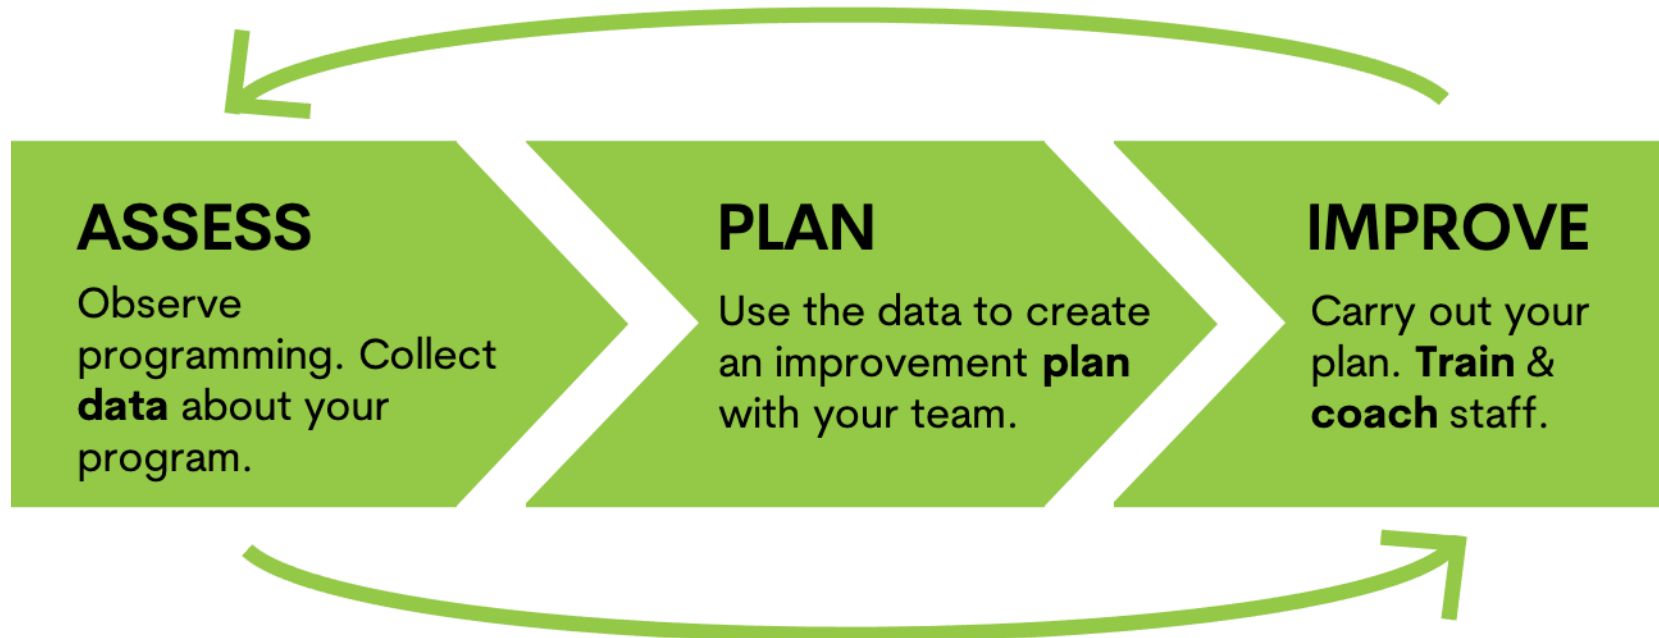 ASSESS
Observe
programming. Collect
data about your
program.
PLAN
Use the data to create
an improvement plan
with your team.
IMPROVE
Carry out your
plan. Train &
coach staff.